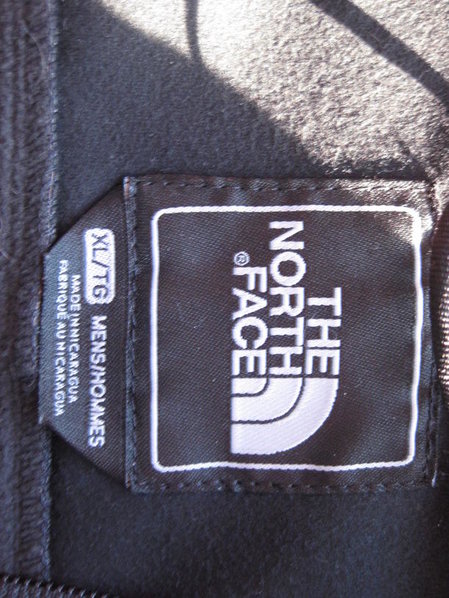 THE
NORTH
FACE
®
XL/TG MENS/HOMMES
MADE IN NICARAGUA
FABRIQUÉ AU NICARAGUA